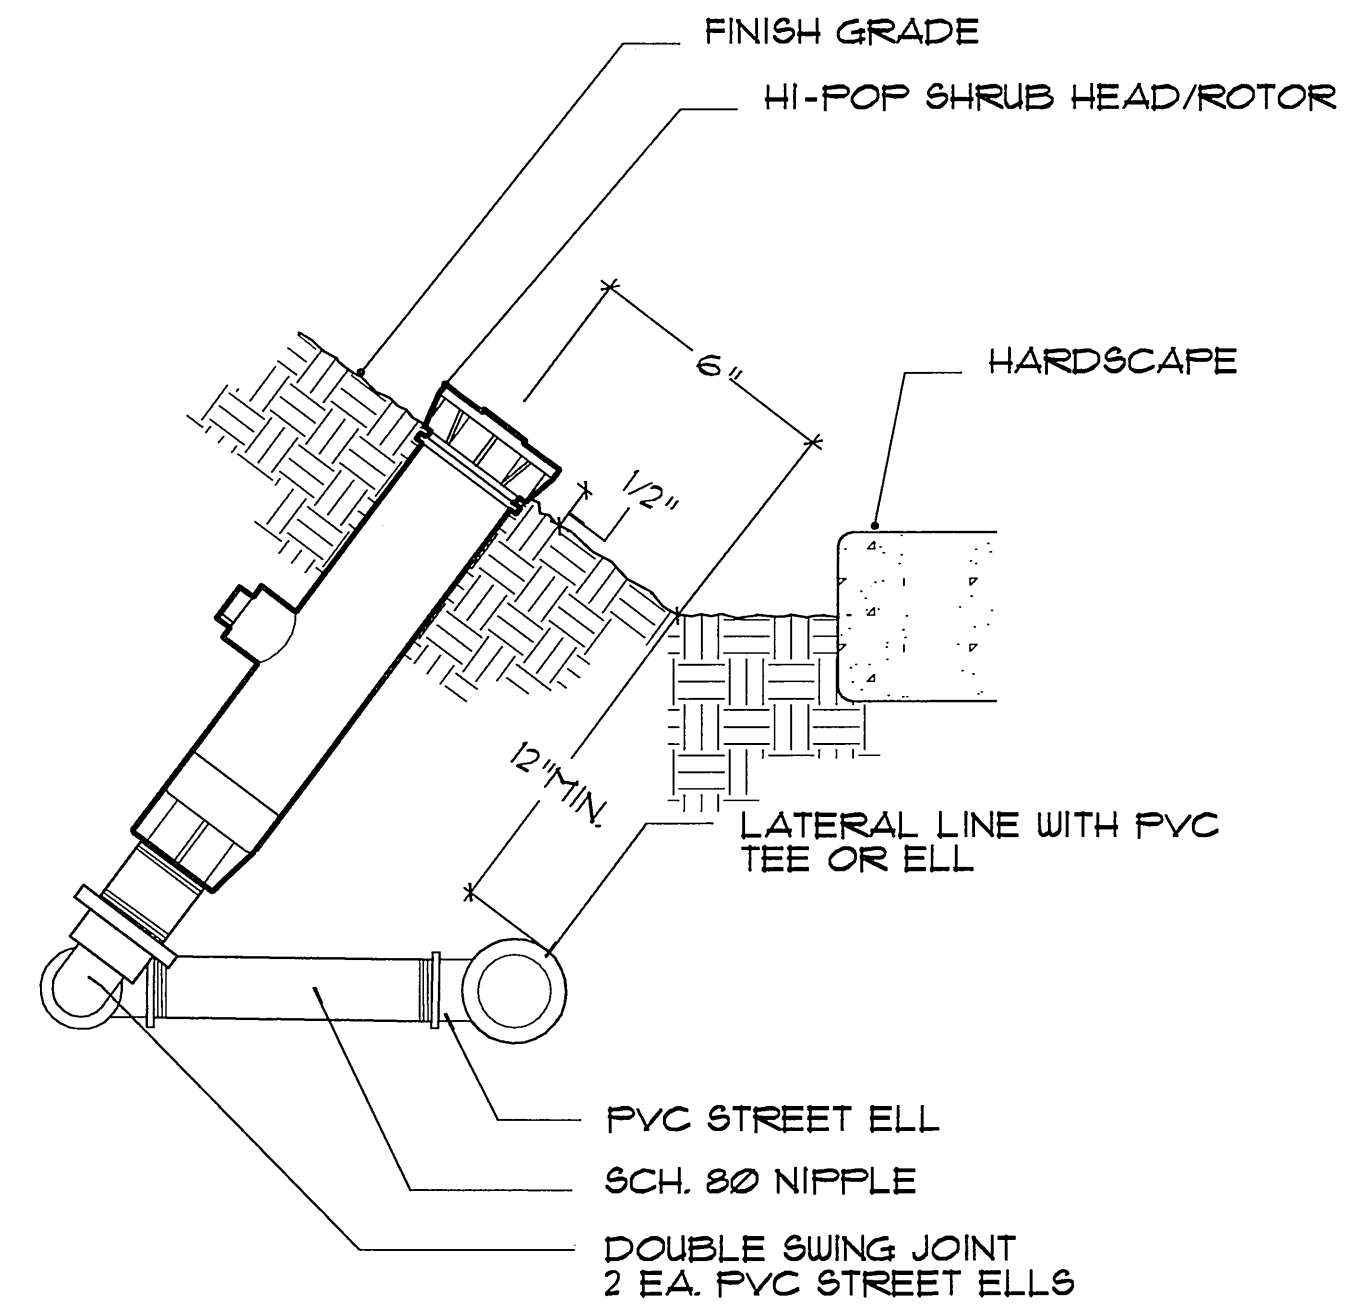 FINISH GRADE
HI-POP SHRUB HEAD/ROTOR
6"
HARDSCAPE
1/2"
12" MIN.
LATERAL LINE WITH PVC
TEE OR ELL
PVC STREET ELL
SCH. 80 NIPPLE
DOUBLE SWING JOINT
2 EA. PVC STREET ELLS